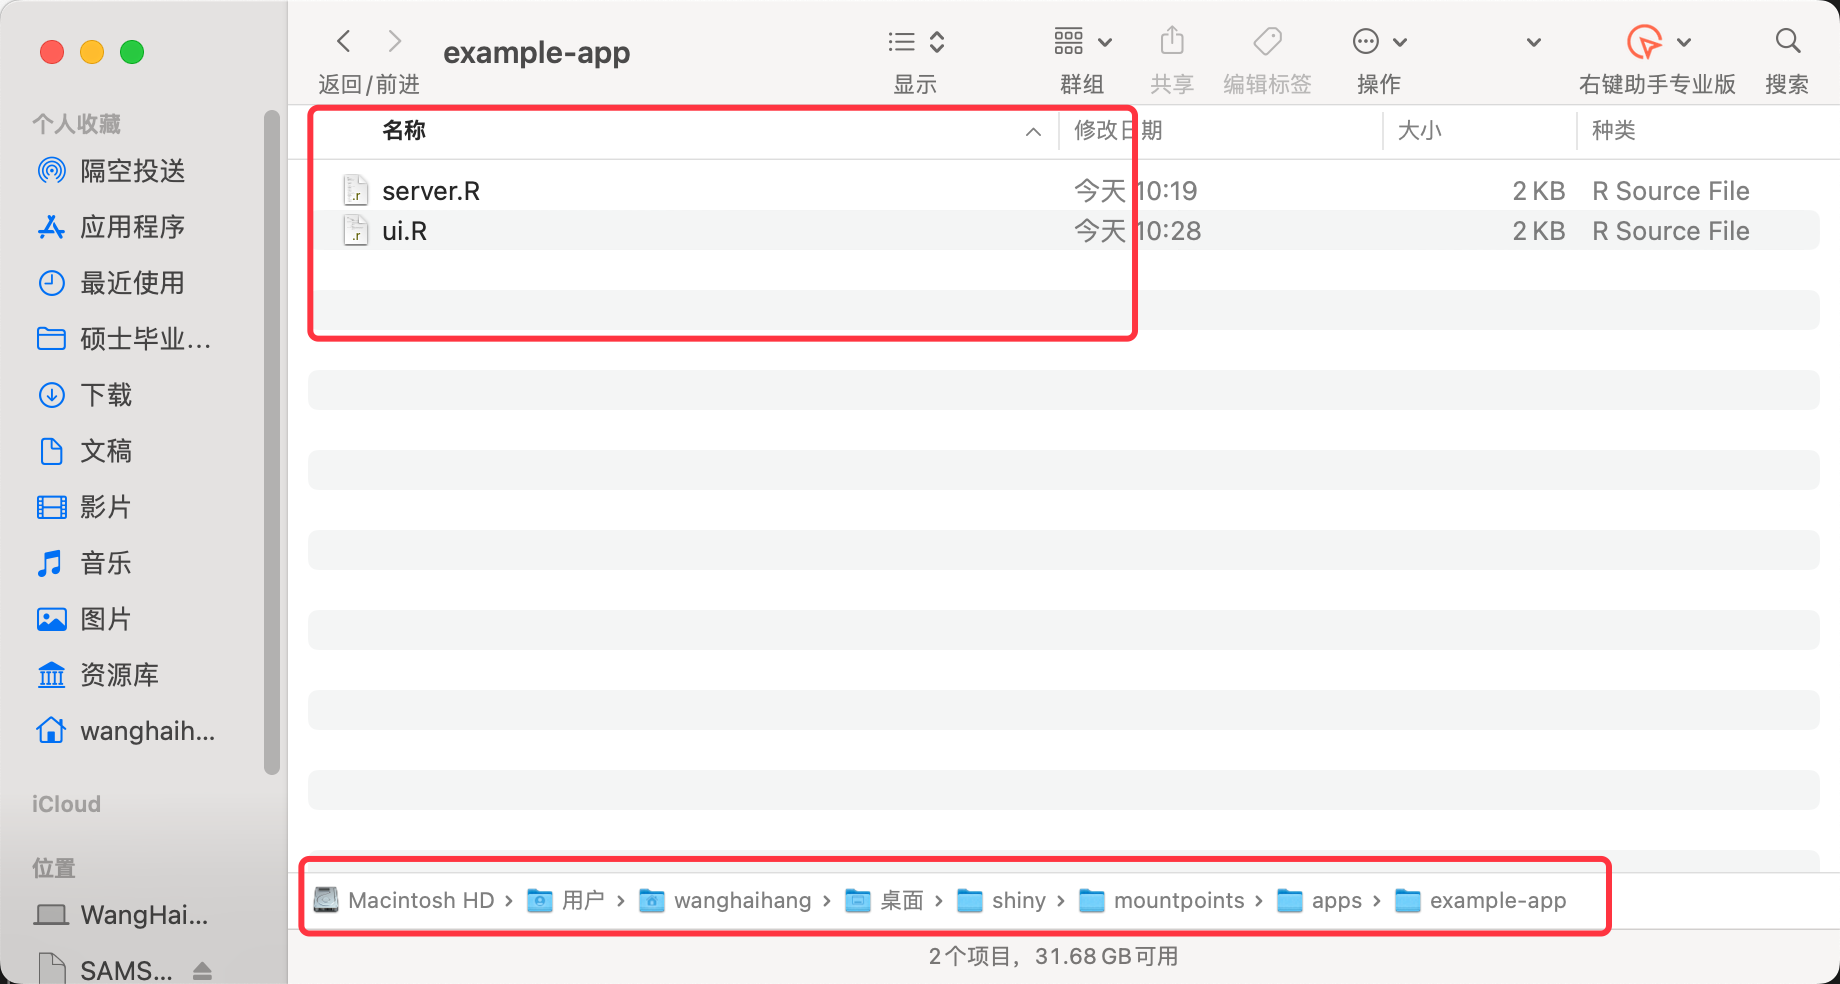 example-app
返回/前进
显示
群组
共享
编辑标签
操作
右键助手专业版
搜索
个人收藏
隔空投送
应用程序
最近使用
硕士毕业...
下载
文稿
影片
音乐
图片
资源库
wanghaih...
iCloud
位置
WangHai...
SAMS...
名称 修改日期 大小 种类
server.R 今天 10:19 2 KB R Source File
ui.R 今天 10:28 2 KB R Source File
Macintosh HD › 用户 › wanghaihang › 桌面 › shiny › mountpoints › apps › example-app
2个项目，31.68 GB可用